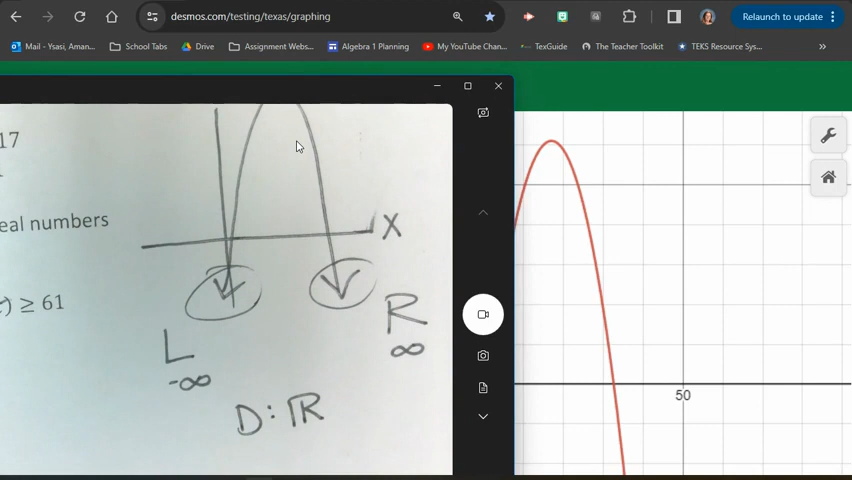 desmos.com/testing/texas/graphing
Relaunch to update
Mail - Ysasi, Aman...
School Tabs
Drive
Assignment Webs...
Algebra 1 Planning
My YouTube Chan...
TexGuide
The Teacher Toolkit
TEKS Resource Sys...
»
17
eal numbers
) ≥ 61
X
L
-∞
R
∞
D: ℝ
50